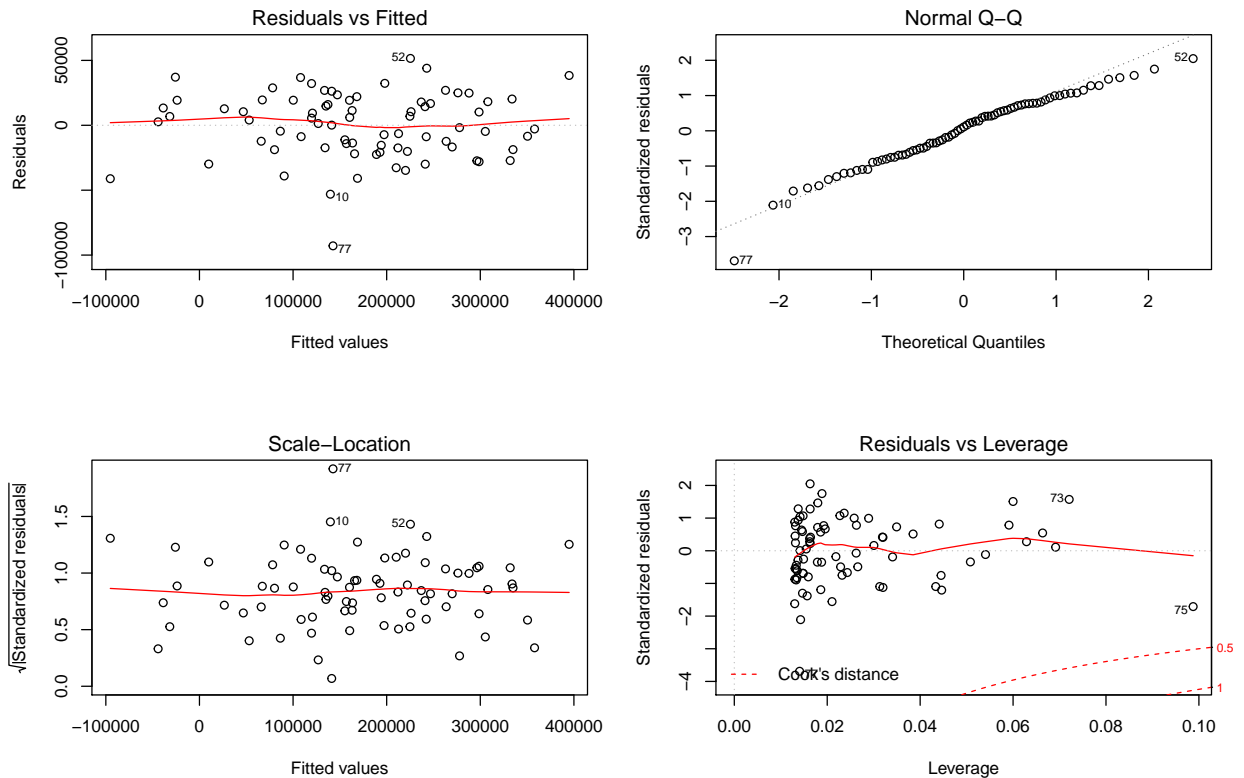 Residuals vs Fitted
50000
0
−100000
Residuals
52
10
77
−100000 0 100000 200000 300000 400000
Fitted values
Normal Q−Q
2
1
0
−1
−2
−3
Standardized residuals
52
10
77
−2 −1 0 1 2
Theoretical Quantiles
Scale−Location
1.5
1.0
0.5
0.0
√|Standardized residuals|
77
10
52
−100000 0 100000 200000 300000 400000
Fitted values
Residuals vs Leverage
2
0
−2
−4
Standardized residuals
73
75
0.5
1
Cook's distance
0.00 0.02 0.04 0.06 0.08 0.10
Leverage